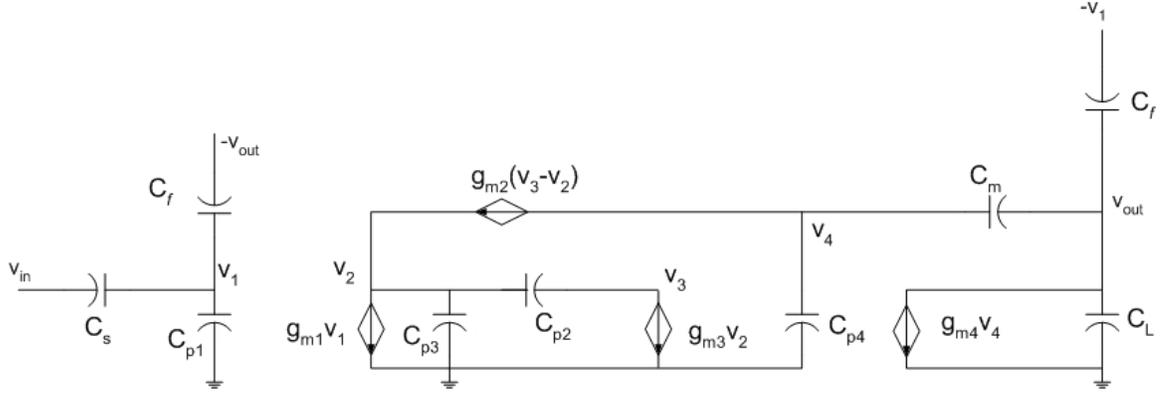 -v1
Cf
-vout
Cf
gm2(v3-v2)
Cm
vout
v4
vin
v1
v2
v3
Cs
Cp1
gm1v1
Cp3
Cp2
gm3v2
Cp4
gm4v4
CL